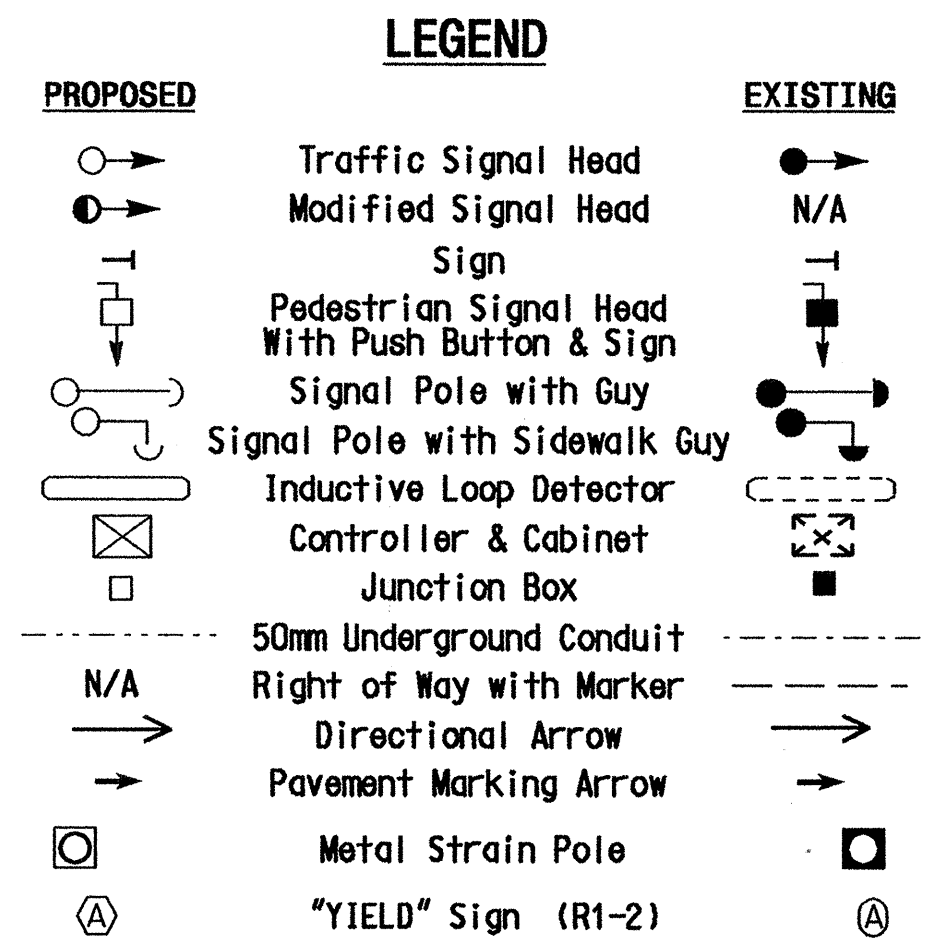 LEGEND
PROPOSED EXISTING
Traffic Signal Head
Modified Signal Head N/A
Sign
Pedestrian Signal Head
With Push Button & Sign
Signal Pole with Guy
Signal Pole with Sidewalk Guy
Inductive Loop Detector
Controller & Cabinet
Junction Box
50mm Underground Conduit
N/A Right of Way with Marker
Directional Arrow
Pavement Marking Arrow
Metal Strain Pole
A "YIELD" Sign (R1-2) A